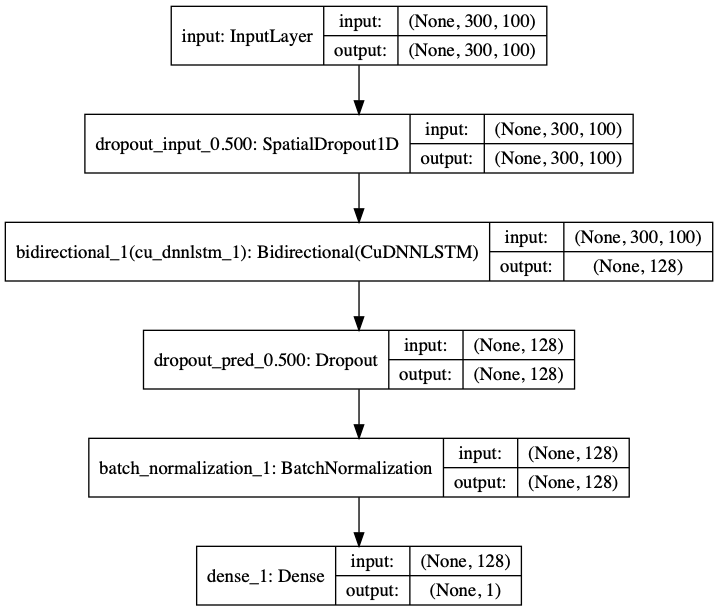 input: InputLayer
input: (None, 300, 100)
output: (None, 300, 100)
dropout_input_0.500: SpatialDropout1D
input: (None, 300, 100)
output: (None, 300, 100)
bidirectional_1(cu_dnnlstm_1): Bidirectional(CuDNNLSTM)
input: (None, 300, 100)
output: (None, 128)
dropout_pred_0.500: Dropout
input: (None, 128)
output: (None, 128)
batch_normalization_1: BatchNormalization
input: (None, 128)
output: (None, 128)
dense_1: Dense
input: (None, 128)
output: (None, 1)